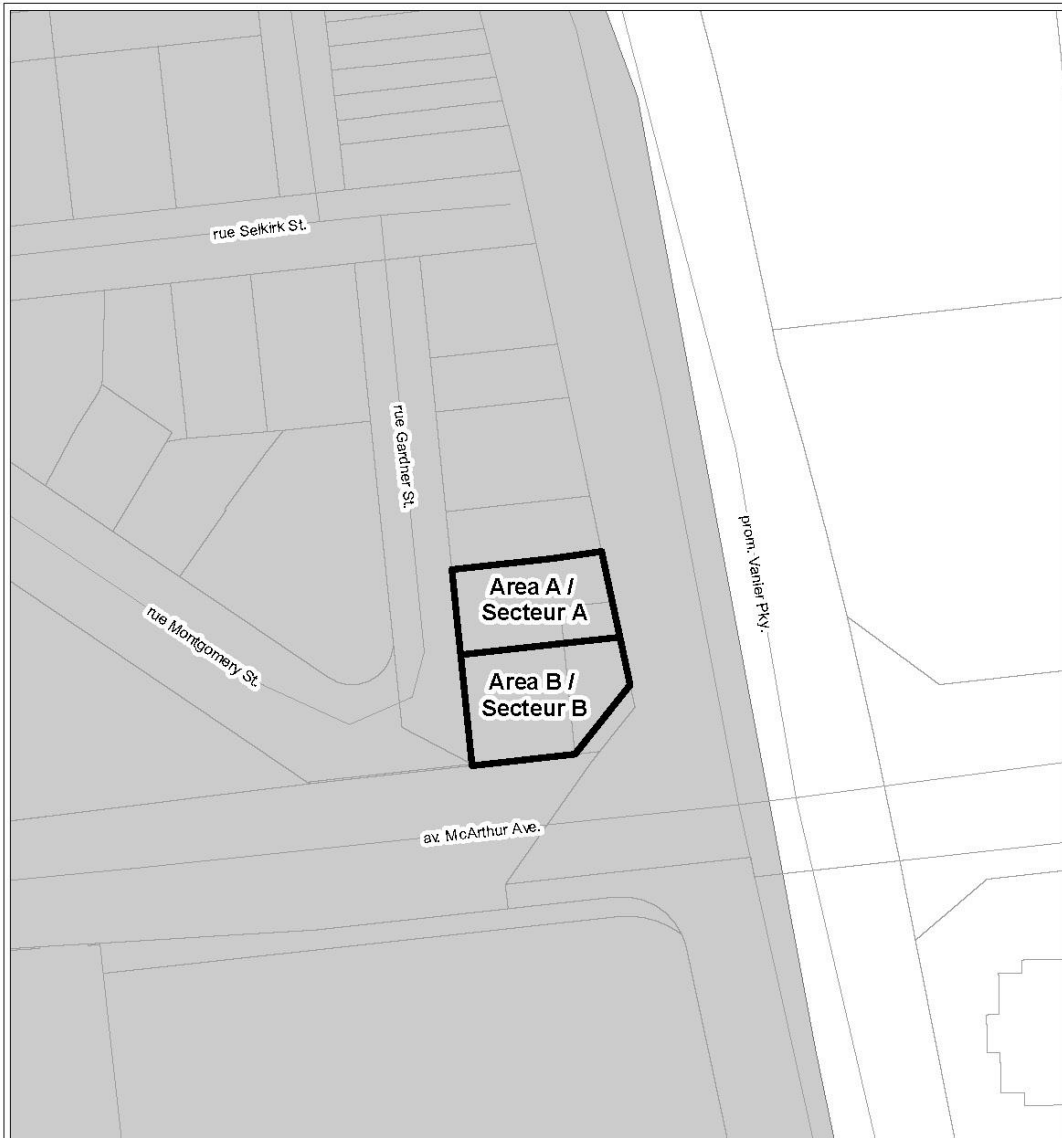 rue Selkirk St.
rue Gardner St.
prom. Vanier Pky.
Area A /
Secteur A
rue Montgomery St.
Area B /
Secteur B
av. McArthur Ave.